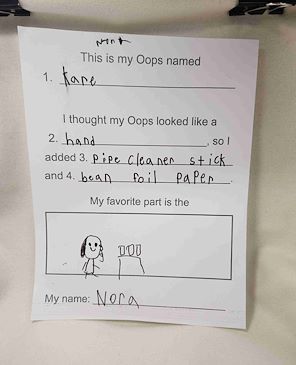 This is my Oops named
1. Kare
I thought my Oops looked like a
2. hand, so I
added 3. Pipe cleaner stick
and 4. bean foil paper.
My favorite part is the
My name: Nora